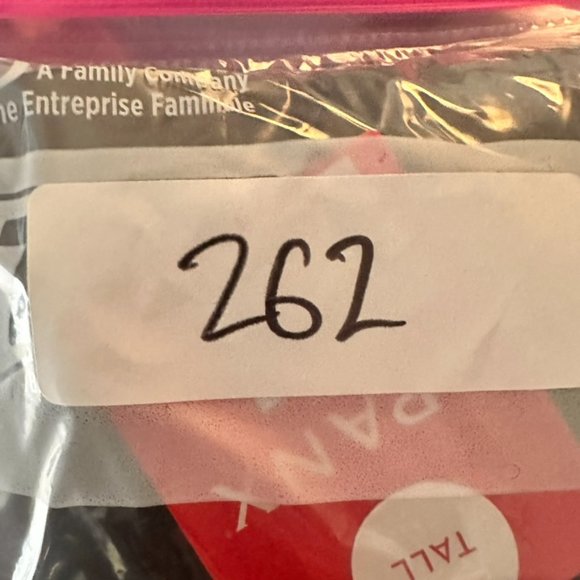 A Family Company
Entreprise Familiale
262
TALL